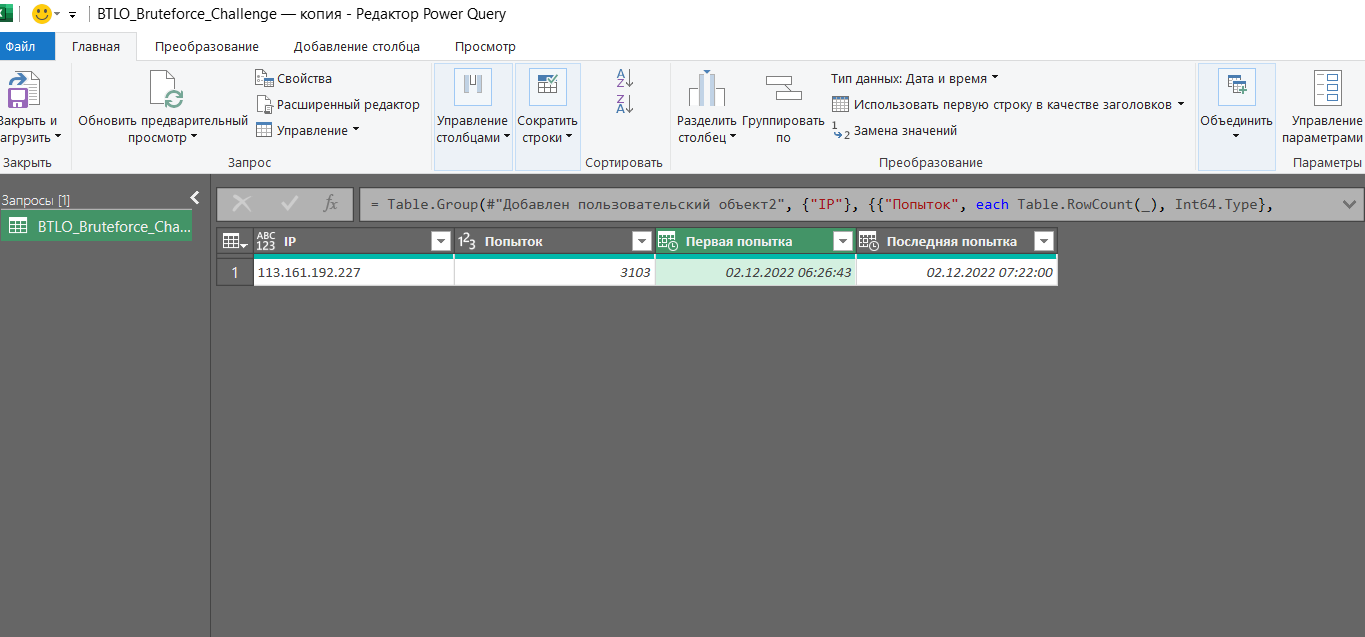 BTLO_Bruteforce_Challenge — копия - Редактор Power Query
Файл Главная Преобразование Добавление столбца Просмотр
Закрыть и
загрузить
Закрыть
Обновить предварительный
просмотр
Свойства
Расширенный редактор
Управление
Запрос
Управление
столбцами
Сократить
строки
Сортировать
Разделить
столбец
Группировать
по
Тип данных: Дата и время
Использовать первую строку в качестве заголовков
Замена значений
Преобразование
Объединить
Управление
параметрами
Параметры
Запросы [1]
BTLO_Bruteforce_Cha...
fx
= Table.Group(#"Добавлен пользовательский объект2", {"IP"}, {{"Попыток", each Table.RowCount(_), Int64.Type},
ABC 123 IP 123 Попыток Первая попытка Последняя попытка
1 113.161.192.227 3103 02.12.2022 06:26:43 02.12.2022 07:22:00